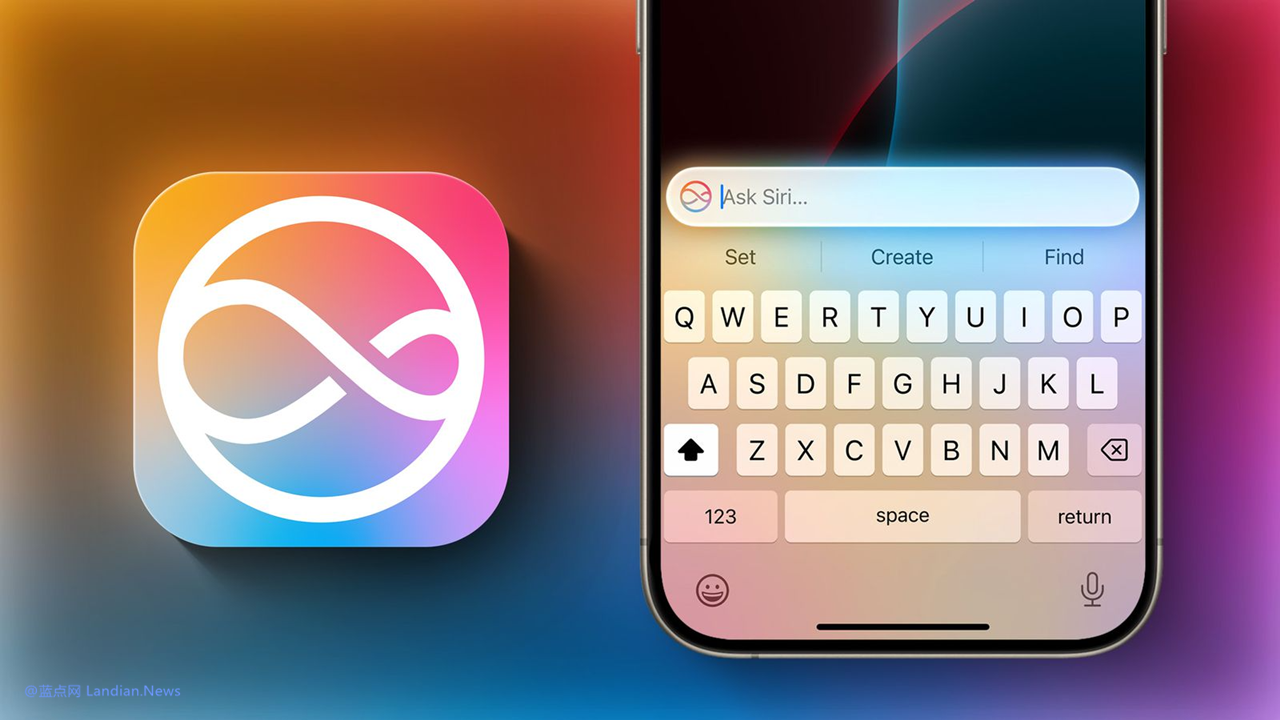 Ask Siri...
Set Create Find
Q W E R T Y U I O P
A S D F G H J K L
Z X C V B N M
123 space return
@蓝点网 Landian.News